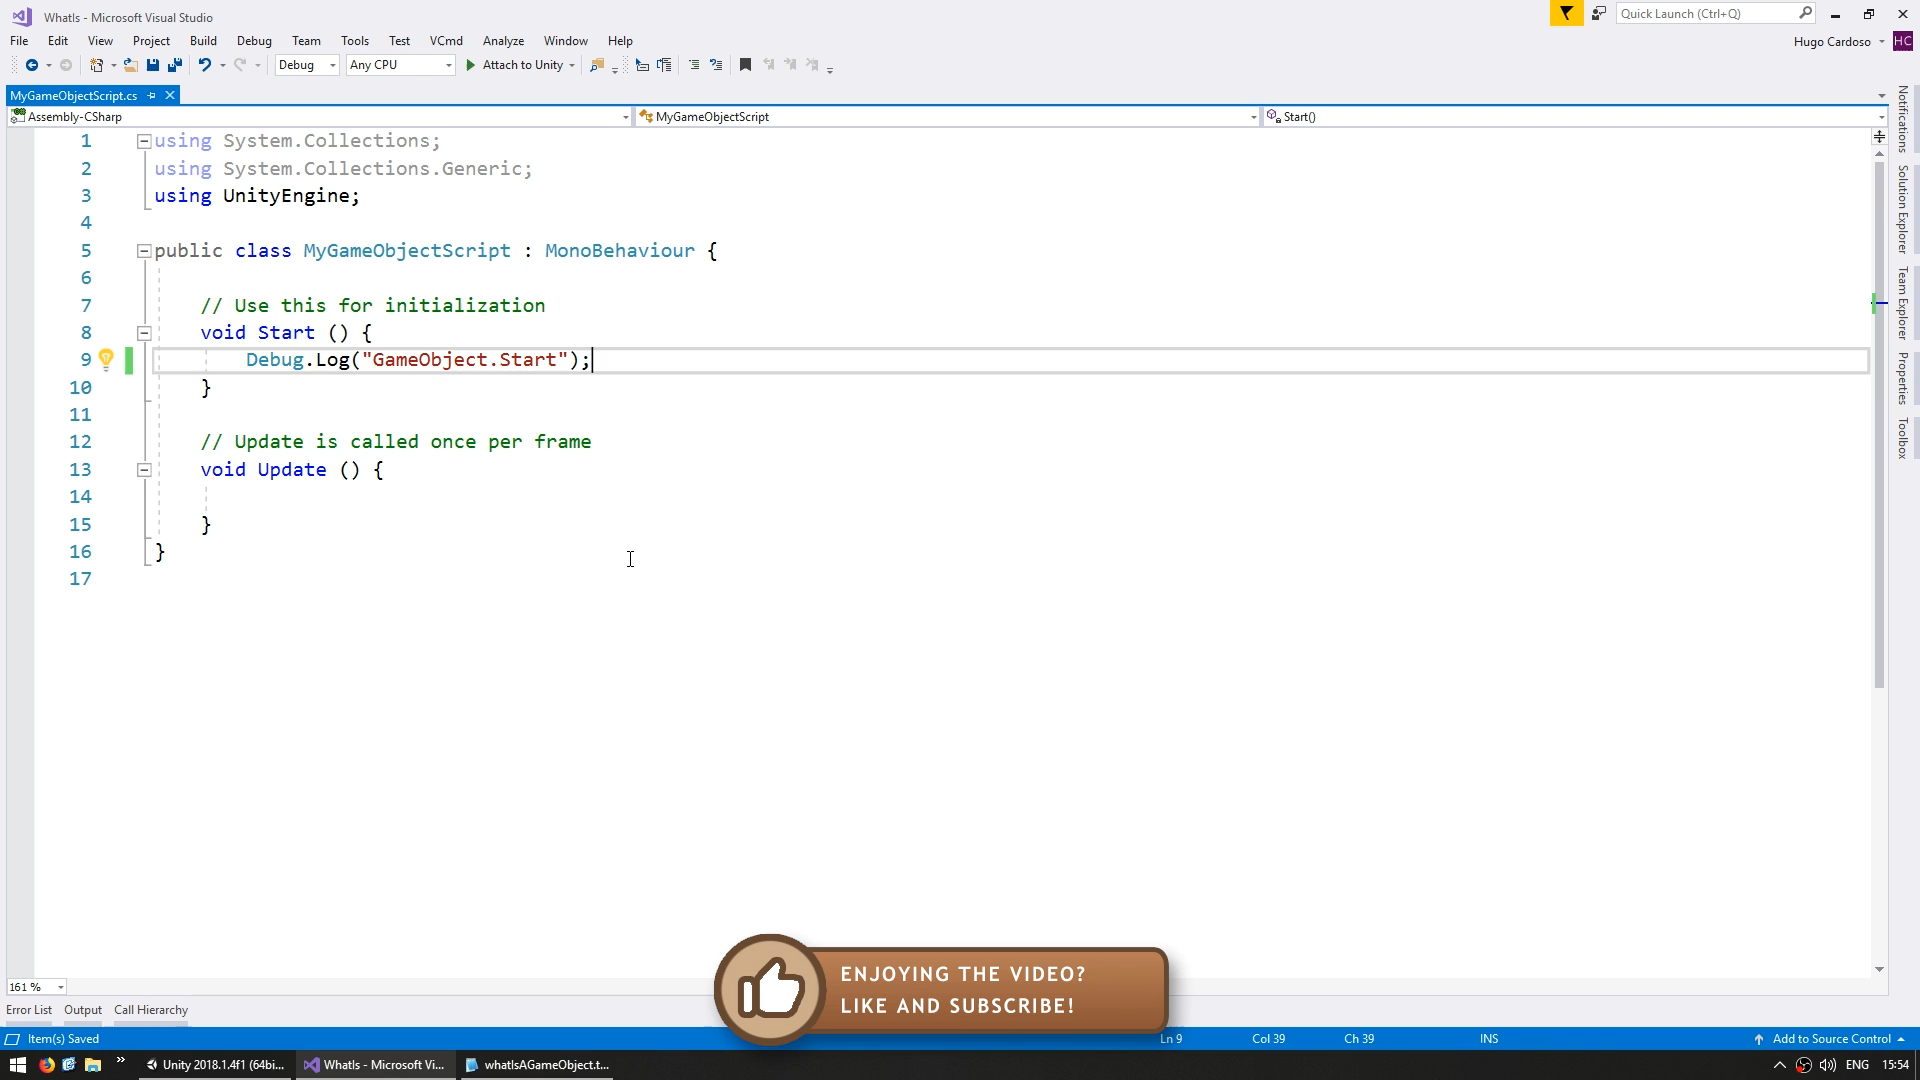 WhatIs - Microsoft Visual Studio
Quick Launch (Ctrl+Q)
File Edit View Project Build Debug Team Tools Test VCmd Analyze Window Help
Hugo Cardoso HC
Debug Any CPU Attach to Unity
MyGameObjectScript.cs
Assembly-CSharp MyGameObjectScript Start()
1 using System.Collections;
2 using System.Collections.Generic;
3 using UnityEngine;
4
5 public class MyGameObjectScript : MonoBehaviour {
6
7 // Use this for initialization
8 void Start () {
9 Debug.Log("GameObject.Start");
10 }
11
12 // Update is called once per frame
13 void Update () {
14
15 }
16 }
17
Notifications
Solution Explorer
Team Explorer
Properties
Toolbox
ENJOYING THE VIDEO?
LIKE AND SUBSCRIBE!
161 %
Error List Output Call Hierarchy
Item(s) Saved Ln 9 Col 39 Ch 39 INS Add to Source Control
» Unity 2018.1.4f1 (64bi... WhatIs - Microsoft Vi... whatIsAGameObject.t... ENG 15:54